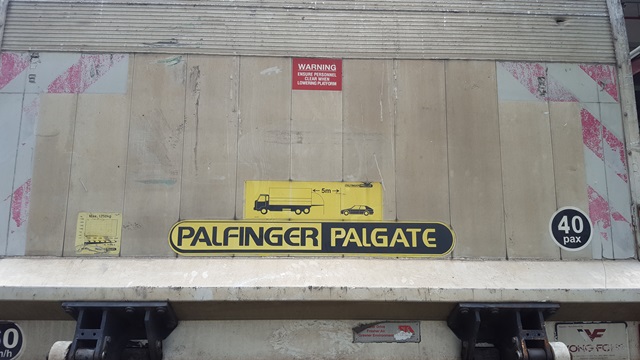 WARNING
ENSURE PERSONNEL
CLEAR WHEN
LOWERING PLATFORM
5m
PALFINGER PALGATE
40
pax